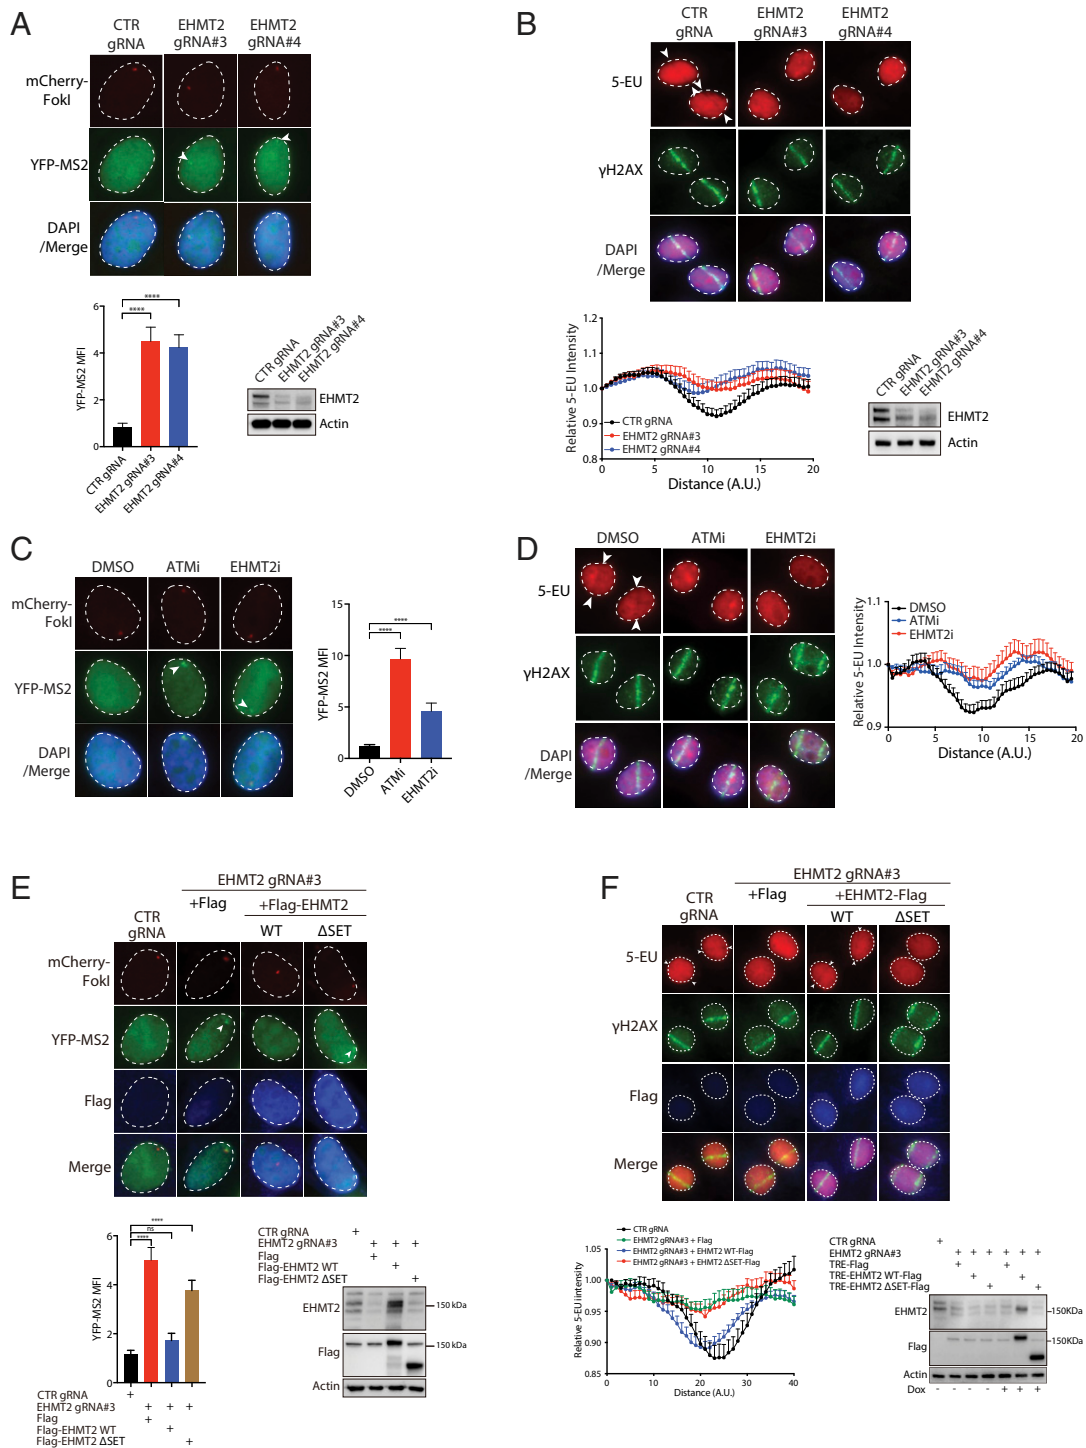 A
CTR gRNA
EHMT2 gRNA#3
EHMT2 gRNA#4
mCherry-FokI
YFP-MS2
DAPI /Merge
****
****
YFP-MS2 MFI
6
4
2
0
CTR gRNA
EHMT2 gRNA#3
EHMT2 gRNA#4
CTR gRNA
EHMT2 gRNA#3
EHMT2 gRNA#4
EHMT2
Actin
B
CTR gRNA
EHMT2 gRNA#3
EHMT2 gRNA#4
5-EU
γH2AX
DAPI /Merge
Relative 5-EU Intensity
1.2
1.1
1.0
0.9
0.8
CTR gRNA
EHMT2 gRNA#3
EHMT2 gRNA#4
0 5 10 15 20
Distance (A.U.)
CTR gRNA
EHMT2 gRNA#3
EHMT2 gRNA#4
EHMT2
Actin
C
DMSO ATMi EHMT2i
mCherry-FokI
YFP-MS2
DAPI /Merge
YFP-MS2 MFI
15
10
5
0
****
****
DMSO
ATMi
EHMT2i
D
DMSO ATMi EHMT2i
5-EU
γH2AX
DAPI /Merge
Relative 5-EU Intensity
1.1
1.0
0.9
DMSO
ATMi
EHMT2i
0 5 10 15 20
Distance (A.U.)
E
EHMT2 gRNA#3
CTR gRNA
+Flag
+Flag-EHMT2
WT ΔSET
mCherry-FokI
YFP-MS2
Flag
Merge
****
ns
****
YFP-MS2 MFI
6
4
2
0
CTR gRNA +
EHMT2 gRNA#3 + + +
Flag +
Flag-EHMT2 WT +
Flag-EHMT2 ΔSET +
CTR gRNA +
EHMT2 gRNA#3 + + +
Flag +
Flag-EHMT2 WT +
Flag-EHMT2 ΔSET +
EHMT2
150 kDa
Flag
150 kDa
Actin
F
EHMT2 gRNA#3
CTR gRNA
+Flag
+EHMT2-Flag
WT ΔSET
5-EU
γH2AX
Flag
Merge
CTR gRNA
EHMT2 gRNA#3 + Flag
EHMT2 gRNA#3 + EHMT2 WT-Flag
EHMT2 gRNA#3 + EHMT2 ΔSET-Flag
Relative 5-EU intensity
1.05
1.00
0.95
0.90
0.85
0 10 20 30 40
Distance (A.U.)
CTR gRNA +
EHMT2 gRNA#3 + + + + + +
TRE-Flag + +
TRE-EHMT2 WT-Flag + +
TRE-EHMT2 ΔSET-Flag + +
EHMT2
150KDa
Flag
150KDa
Actin
Dox - - - - + + +